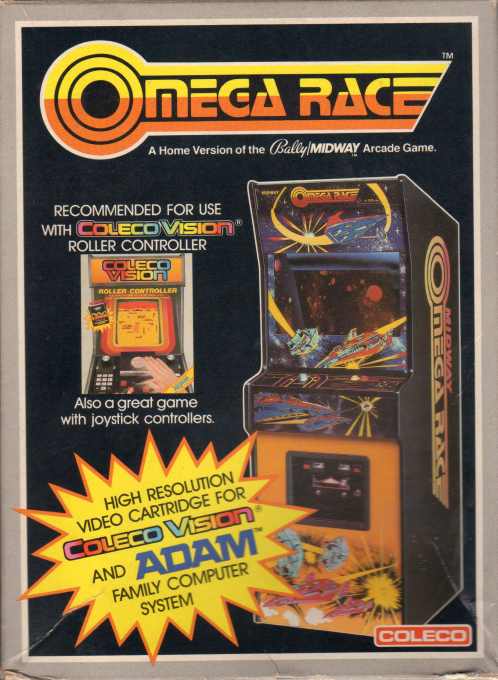 OMEGA RACE™
A Home Version of the Bally/MIDWAY™ Arcade Game.
RECOMMENDED FOR USE
WITH COLECOVISION®
ROLLER CONTROLLER
COLECO
VISION
ROLLER CONTROLLER
Also a great game
with joystick controllers.
MIDWAY
OMEGA RACE
MIDWAY
OMEGA RACE
HIGH RESOLUTION
VIDEO CARTRIDGE FOR
COLECOVISION®
AND ADAM™
FAMILY COMPUTER
SYSTEM
COLECO